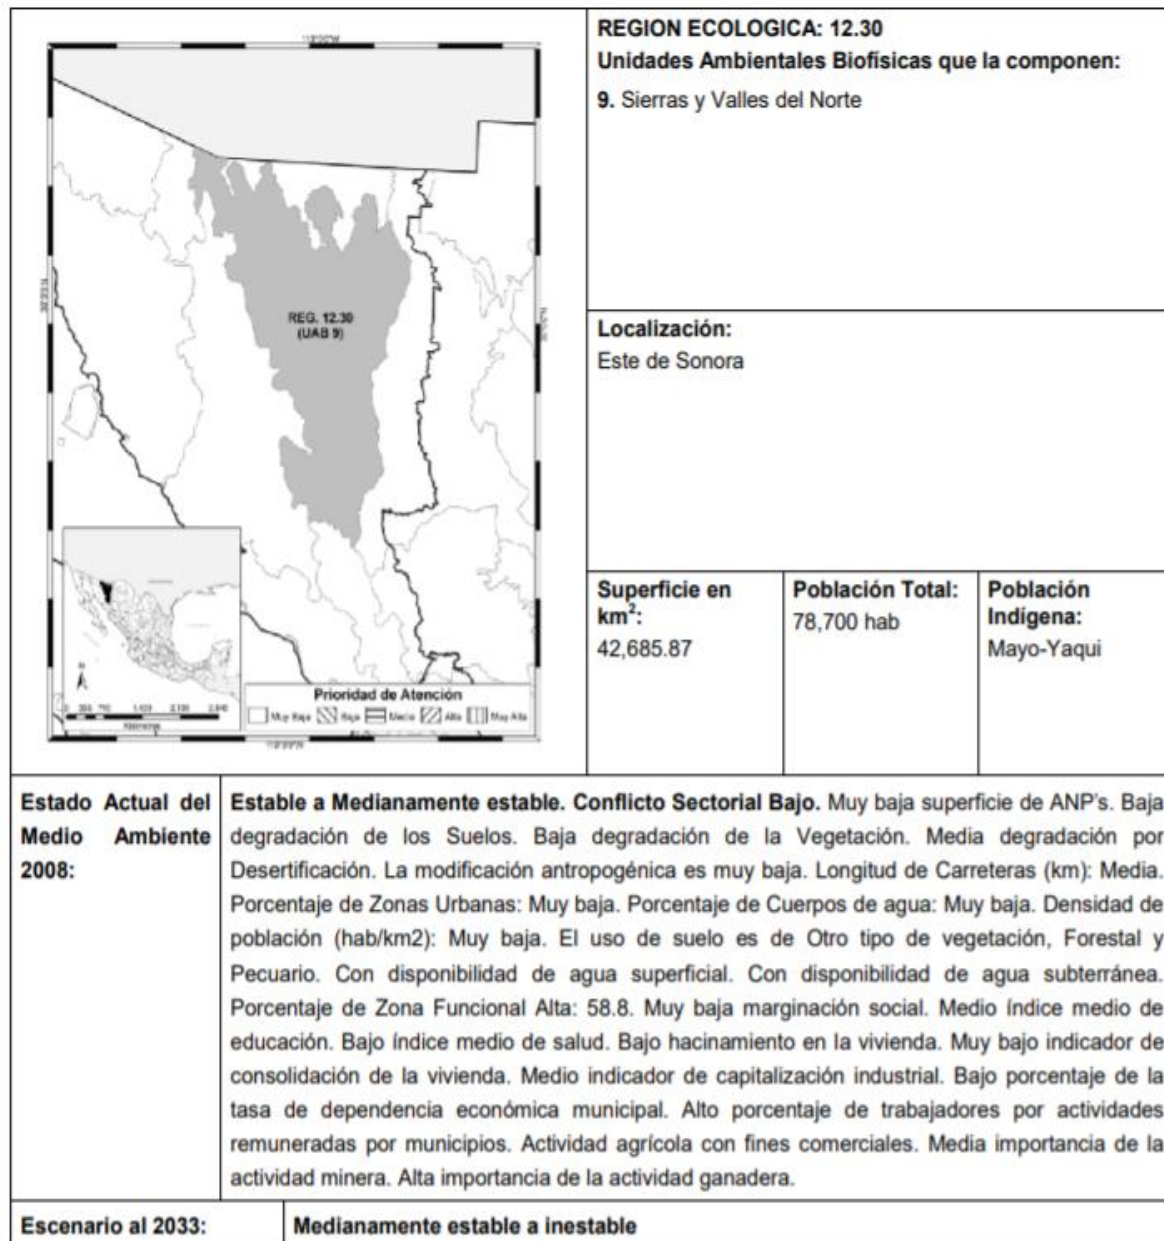 REGION ECOLOGICA: 12.30
Unidades Ambientales Biofísicas que la componen:
9. Sierras y Valles del Norte
REG. 12.30
(UAB 9)
Prioridad de Atención
Muy Baja Baja Medio Alta Muy Alta
Localización:
Este de Sonora
Superficie en
km²:
42,685.87
Población Total:
78,700 hab
Población
Indígena:
Mayo-Yaqui
Estado Actual del
Medio Ambiente
2008:
Estable a Medianamente estable. Conflicto Sectorial Bajo. Muy baja superficie de ANP's. Baja
degradación de los Suelos. Baja degradación de la Vegetación. Media degradación por
Desertificación. La modificación antropogénica es muy baja. Longitud de Carreteras (km): Media.
Porcentaje de Zonas Urbanas: Muy baja. Porcentaje de Cuerpos de agua: Muy baja. Densidad de
población (hab/km2): Muy baja. El uso de suelo es de Otro tipo de vegetación, Forestal y
Pecuario. Con disponibilidad de agua superficial. Con disponibilidad de agua subterránea.
Porcentaje de Zona Funcional Alta: 58.8. Muy baja marginación social. Medio índice medio de
educación. Bajo índice medio de salud. Bajo hacinamiento en la vivienda. Muy bajo indicador de
consolidación de la vivienda. Medio indicador de capitalización industrial. Bajo porcentaje de la
tasa de dependencia económica municipal. Alto porcentaje de trabajadores por actividades
remuneradas por municipios. Actividad agrícola con fines comerciales. Media importancia de la
actividad minera. Alta importancia de la actividad ganadera.
Escenario al 2033:
Medianamente estable a inestable